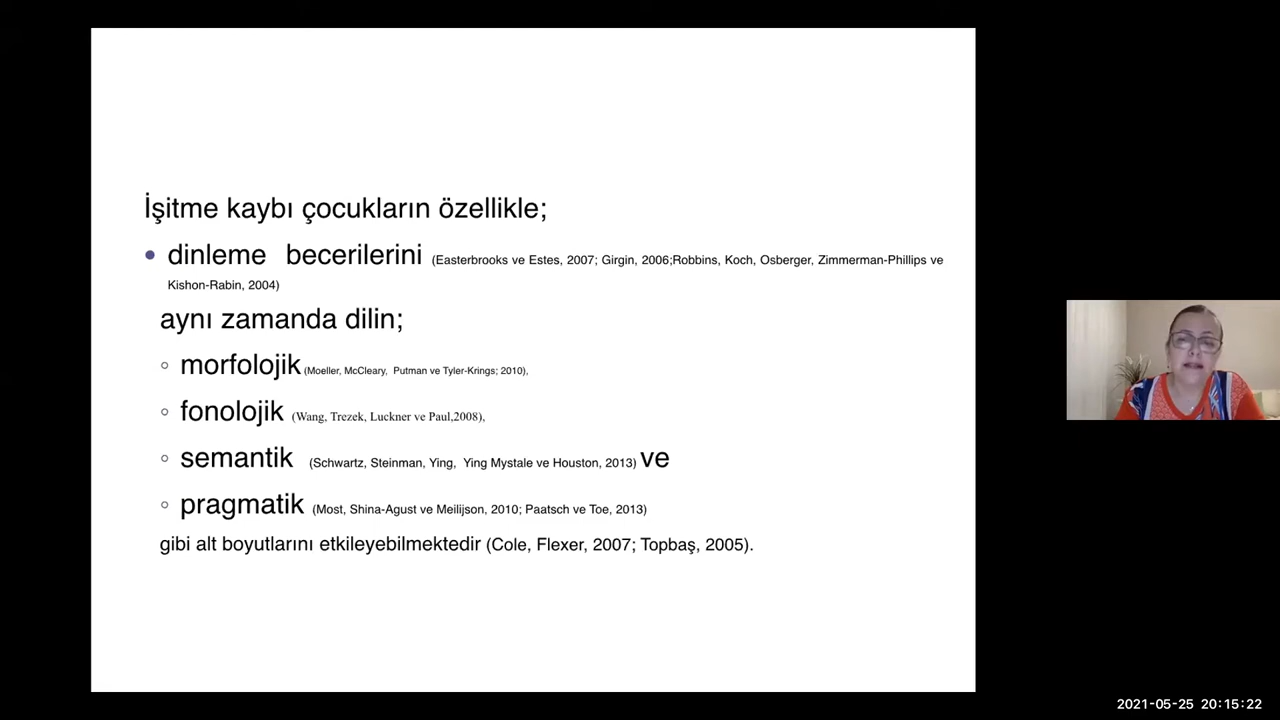 İşitme kaybı çocukların özellikle;
dinleme becerilerini (Easterbrooks ve Estes, 2007; Girgin, 2006;Robbins, Koch, Osberger, Zimmerman-Phillips ve
Kishon-Rabin, 2004)
aynı zamanda dilin;
morfolojik (Moeller, McCleary, Putman ve Tyler-Krings; 2010),
fonolojik (Wang, Trezek, Luckner ve Paul,2008),
semantik (Schwartz, Steinman, Ying, Ying Mystale ve Houston, 2013) ve
pragmatik (Most, Shina-Agust ve Meilijson, 2010; Paatsch ve Toe, 2013)
gibi alt boyutlarını etkileyebilmektedir (Cole, Flexer, 2007; Topbaş, 2005).
2021-05-25 20:15:22